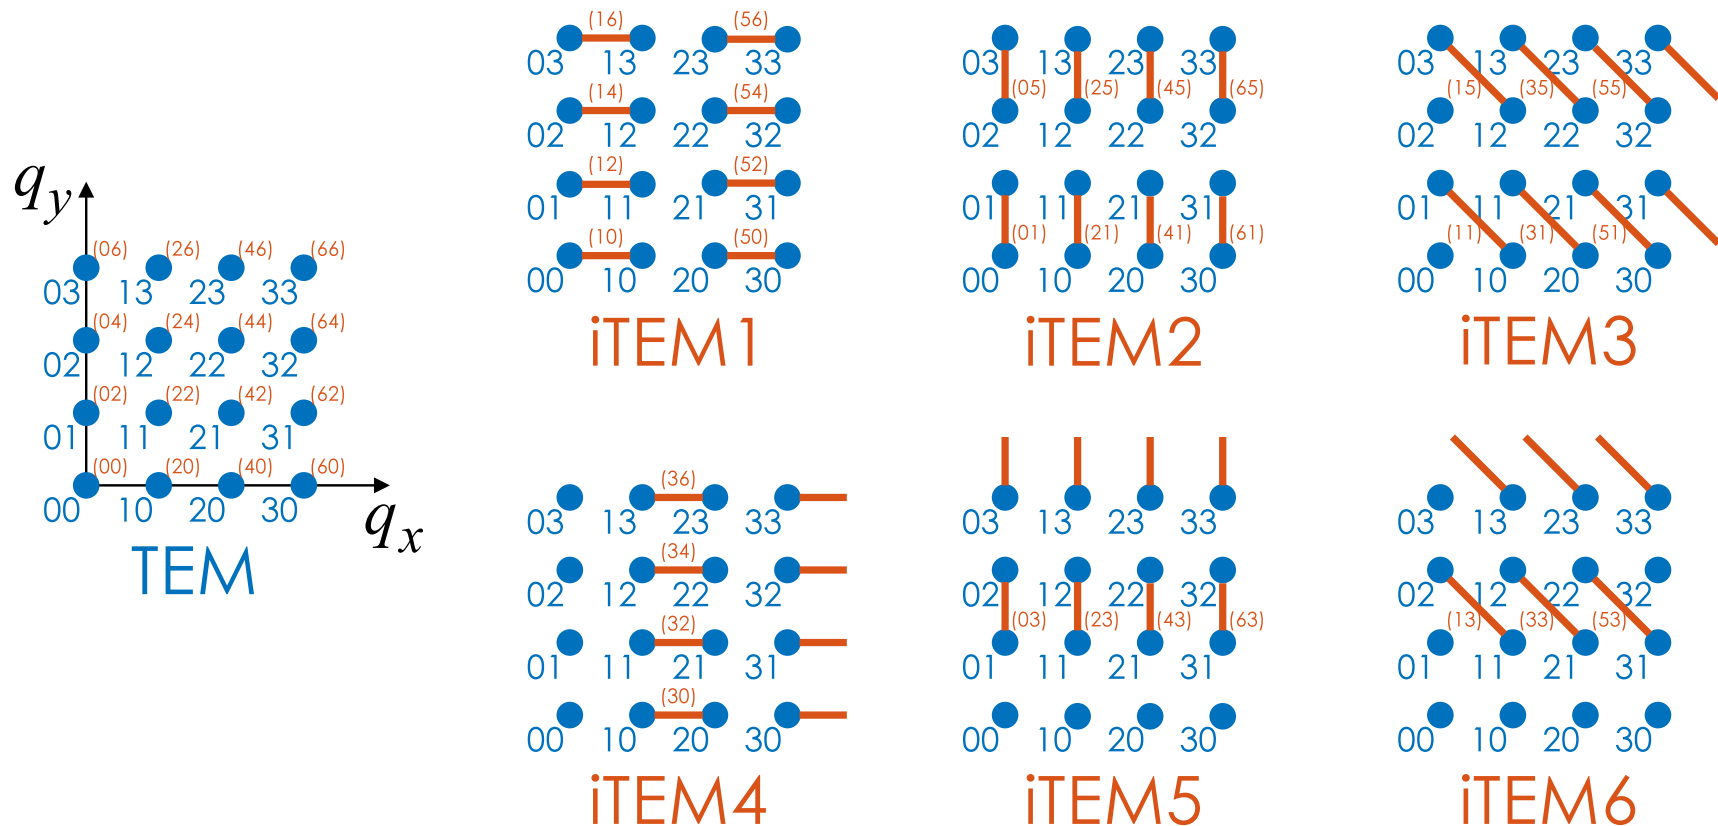 q_y
(06) (26) (46) (66)
03 13 23 33
(04) (24) (44) (64)
02 12 22 32
(02) (22) (42) (62)
01 11 21 31
(00) (20) (40) (60)
00 10 20 30
q_x
TEM
(16) (56)
03 13 23 33
(14) (54)
02 12 22 32
(12) (52)
01 11 21 31
(10) (50)
00 10 20 30
iTEM1
03 13 23 33
(05) (25) (45) (65)
02 12 22 32
01 11 21 31
(01) (21) (41) (61)
00 10 20 30
iTEM2
03 13 23 33
(15) (35) (55)
02 12 22 32
01 11 21 31
(11) (31) (51)
00 10 20 30
iTEM3
(36)
03 13 23 33
(34)
02 12 22 32
(32)
01 11 21 31
(30)
00 10 20 30
iTEM4
03 13 23 33
02 12 22 32
(03) (23) (43) (63)
01 11 21 31
00 10 20 30
iTEM5
03 13 23 33
02 12 22 32
(13) (33) (53)
01 11 21 31
00 10 20 30
iTEM6